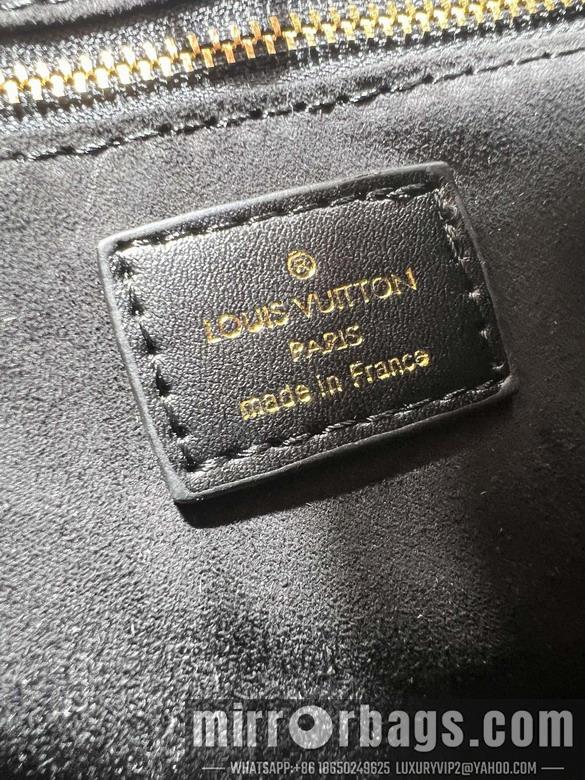 ®
LOUIS VUITTON
PARIS
made in France
mirrorbags.com
WHATSAPP:+86 18650249625 LUXURYVIP2@YAHOO.COM